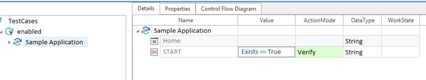 Details Properties Control Flow Diagram
TestCases
enabled
Sample Application
Name Value ActionMode DataType WorkState
Sample Application
Home String
START Exists == True Verify String